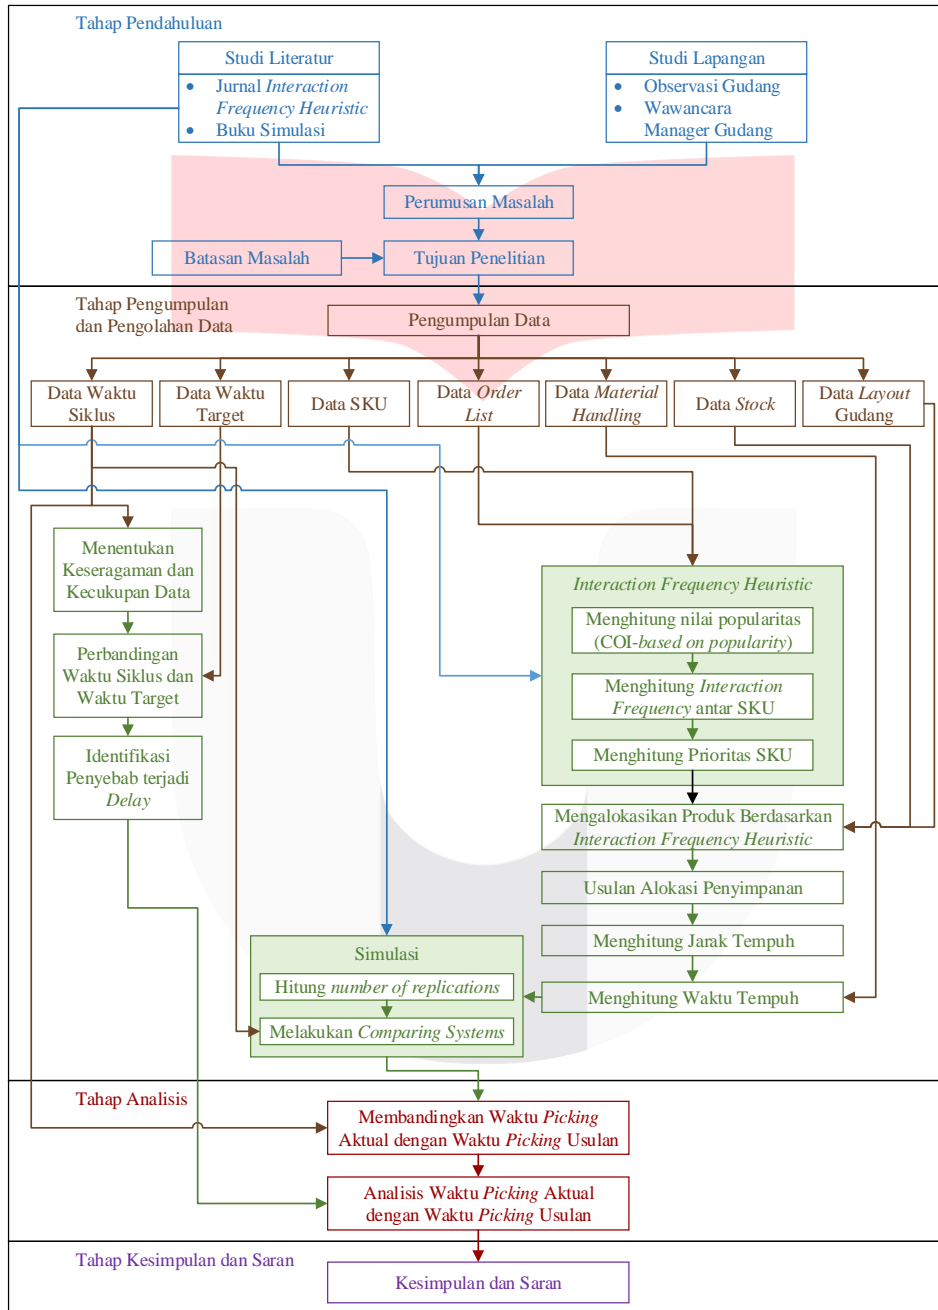 Tahap Pendahuluan
Studi Literatur
• Jurnal Interaction
Frequency Heuristic
• Buku Simulasi
Studi Lapangan
• Observasi Gudang
• Wawancara
Manager Gudang
Perumusan Masalah
Batasan Masalah
Tujuan Penelitian
Tahap Pengumpulan
dan Pengolahan Data
Pengumpulan Data
Data Waktu
Siklus
Data Waktu
Target
Data SKU
Data Order
List
Data Material
Handling
Data Stock
Data Layout
Gudang
Menentukan
Keseragaman dan
Kecukupan Data
Perbandingan
Waktu Siklus dan
Waktu Target
Identifikasi
Penyebab terjadi
Delay
Interaction Frequency Heuristic
Menghitung nilai popularitas
(COI-based on popularity)
Menghitung Interaction
Frequency antar SKU
Menghitung Prioritas SKU
Mengalokasikan Produk Berdasarkan
Interaction Frequency Heuristic
Usulan Alokasi Penyimpanan
Menghitung Jarak Tempuh
Menghitung Waktu Tempuh
Simulasi
Hitung number of replications
Melakukan Comparing Systems
Tahap Analisis
Membandingkan Waktu Picking
Aktual dengan Waktu Picking Usulan
Analisis Waktu Picking Aktual
dengan Waktu Picking Usulan
Tahap Kesimpulan dan Saran
Kesimpulan dan Saran